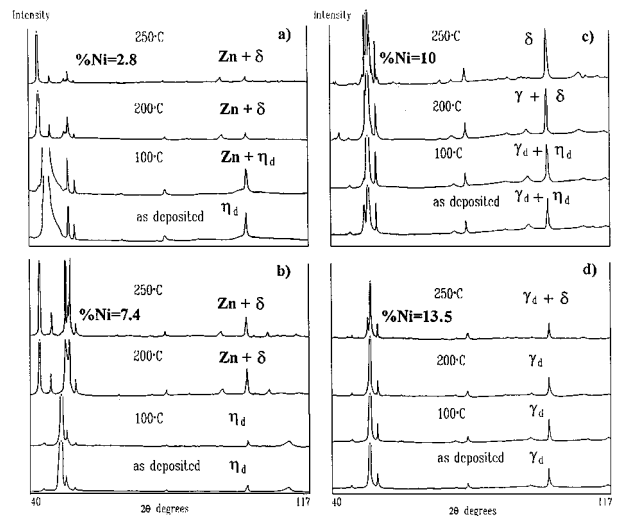 Intensity
250·C a)
%Ni=2.8 Zn + δ
200·C Zn + δ
100·C Zn + ηd
as deposited ηd
250·C b)
%Ni=7.4 Zn + δ
200·C Zn + δ
100·C ηd
as deposited ηd
40 117
2θ degrees
Intensity
250·C δ c)
%Ni=10
200·C γ + δ
100·C γd + ηd
as deposited γd + ηd
250·C d)
%Ni=13.5 γd + δ
200·C γd
100·C γd
as deposited γd
40 117
2θ degrees